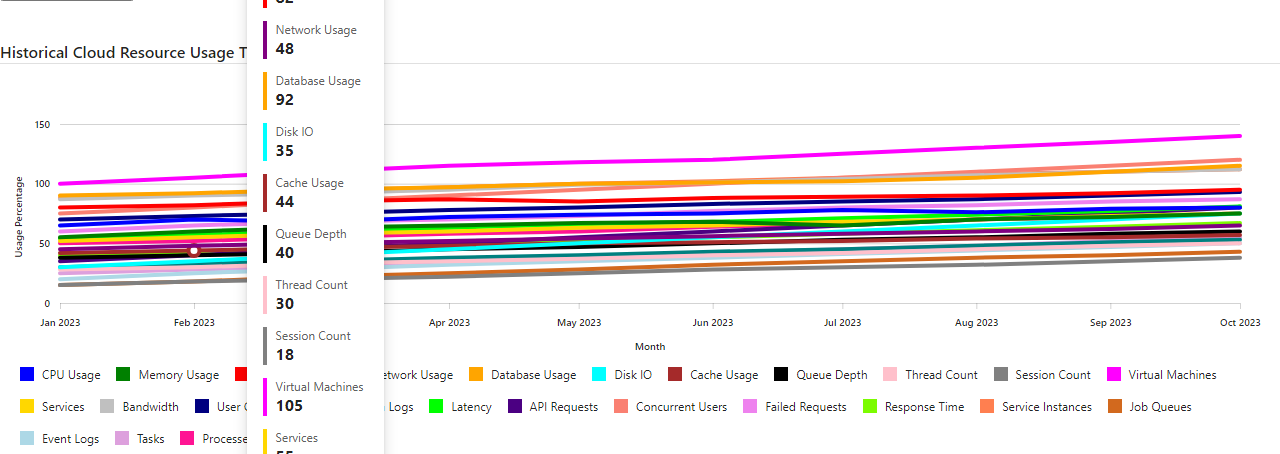 Historical Cloud Resource Usage T
Network Usage
48
Database Usage
92
Disk IO
35
Cache Usage
44
Queue Depth
40
Thread Count
30
Session Count
18
Virtual Machines
105
Services
150
100
50
0
Usage Percentage
Jan 2023 Feb 2023 Apr 2023 May 2023 Jun 2023 Jul 2023 Aug 2023 Sep 2023 Oct 2023
Month
CPU Usage Memory Usage etwork Usage Database Usage Disk IO Cache Usage Queue Depth Thread Count Session Count Virtual Machines
Services Bandwidth User Logs Latency API Requests Concurrent Users Failed Requests Response Time Service Instances Job Queues
Event Logs Tasks Processe